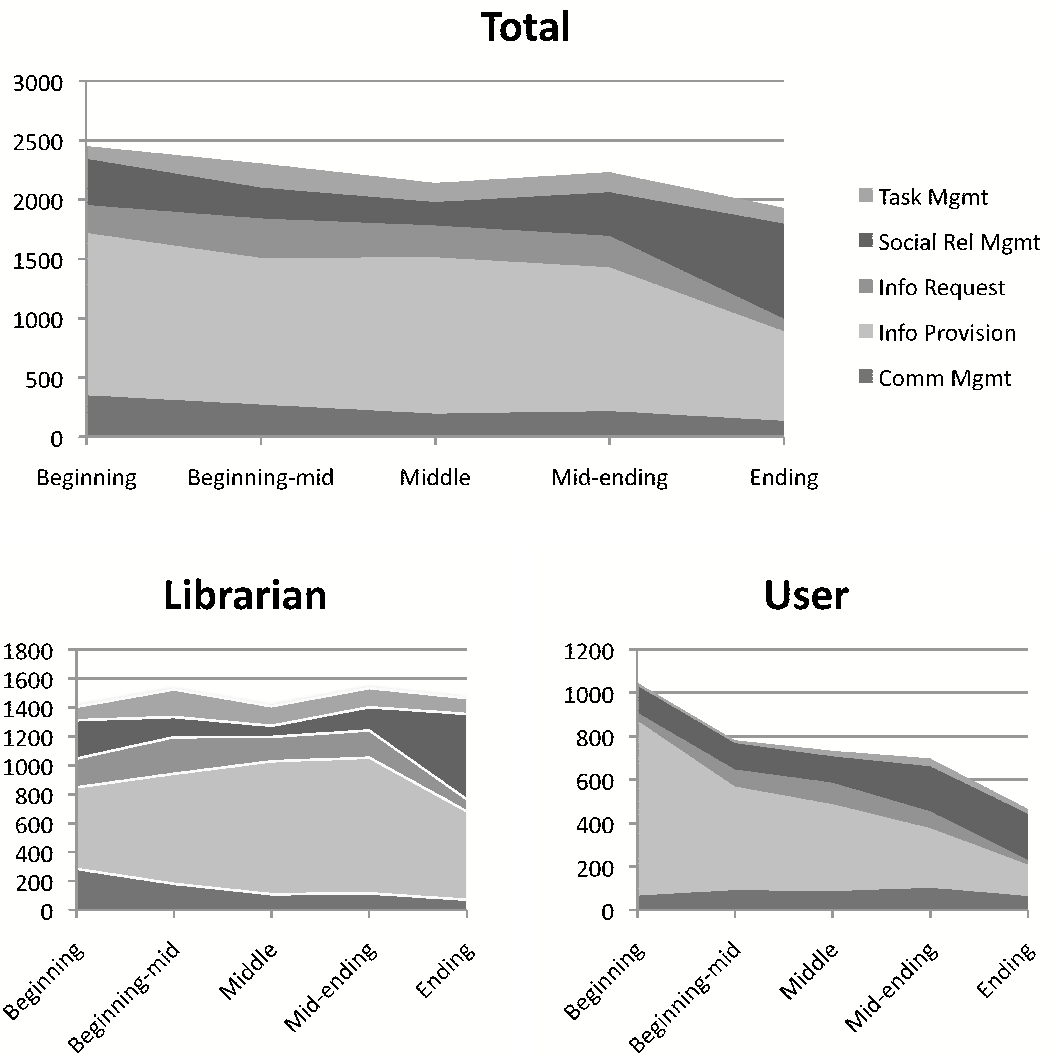 Total
3000
2500
2000
1500
1000
500
0
Beginning Beginning-mid Middle Mid-ending Ending
Task Mgmt
Social Rel Mgmt
Info Request
Info Provision
Comm Mgmt
Librarian
1800
1600
1400
1200
1000
800
600
400
200
0
Beginning Beginning-mid Middle Mid-ending Ending
User
1200
1000
800
600
400
200
0
Beginning Beginning-mid Middle Mid-ending Ending